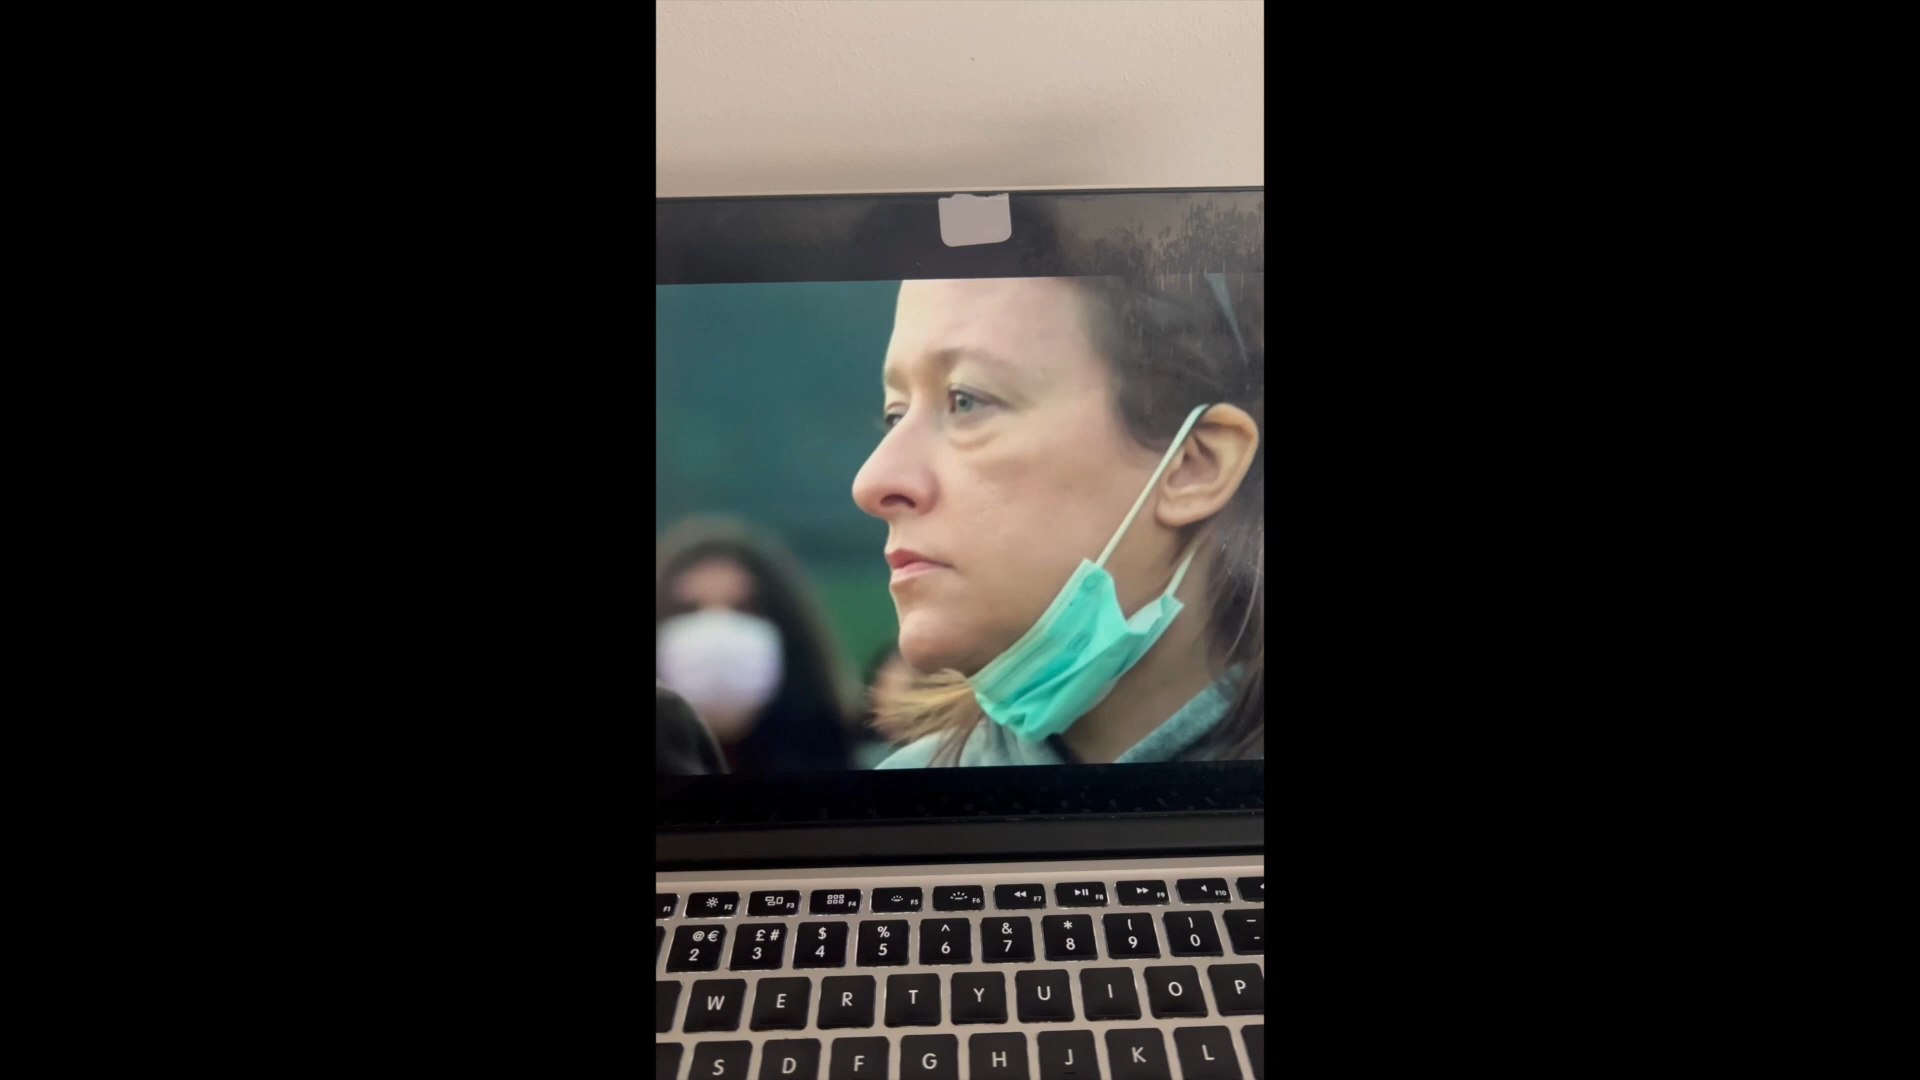 F1 F2 F3 F4 F5 F6 F7 F8 F9 F10
@ € £ # $ % ^ & * ( ) _
2 3 4 5 6 7 8 9 0 -
W E R T Y U I O P
S D F G H J K L